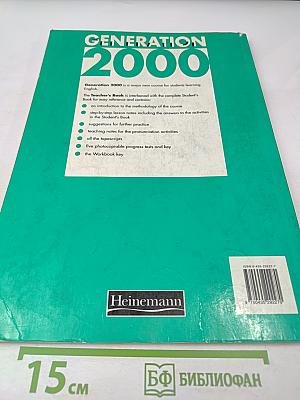 GENERATION
2000
Generation 2000 is a major new course for students learning
English.
The Teacher's Book is interleaved with the complete Student's
Book for easy reference and contains:
an introduction to the methodology of the course
step-by-step lesson notes including the answers to the activities
in the Student's Book
suggestions for further practice
teaching notes for the pronunciation activities
all the tapescripts
five photocopiable progress tests and key
the Workbook key
Heinemann
15 см
БФ БИБЛИОФАН